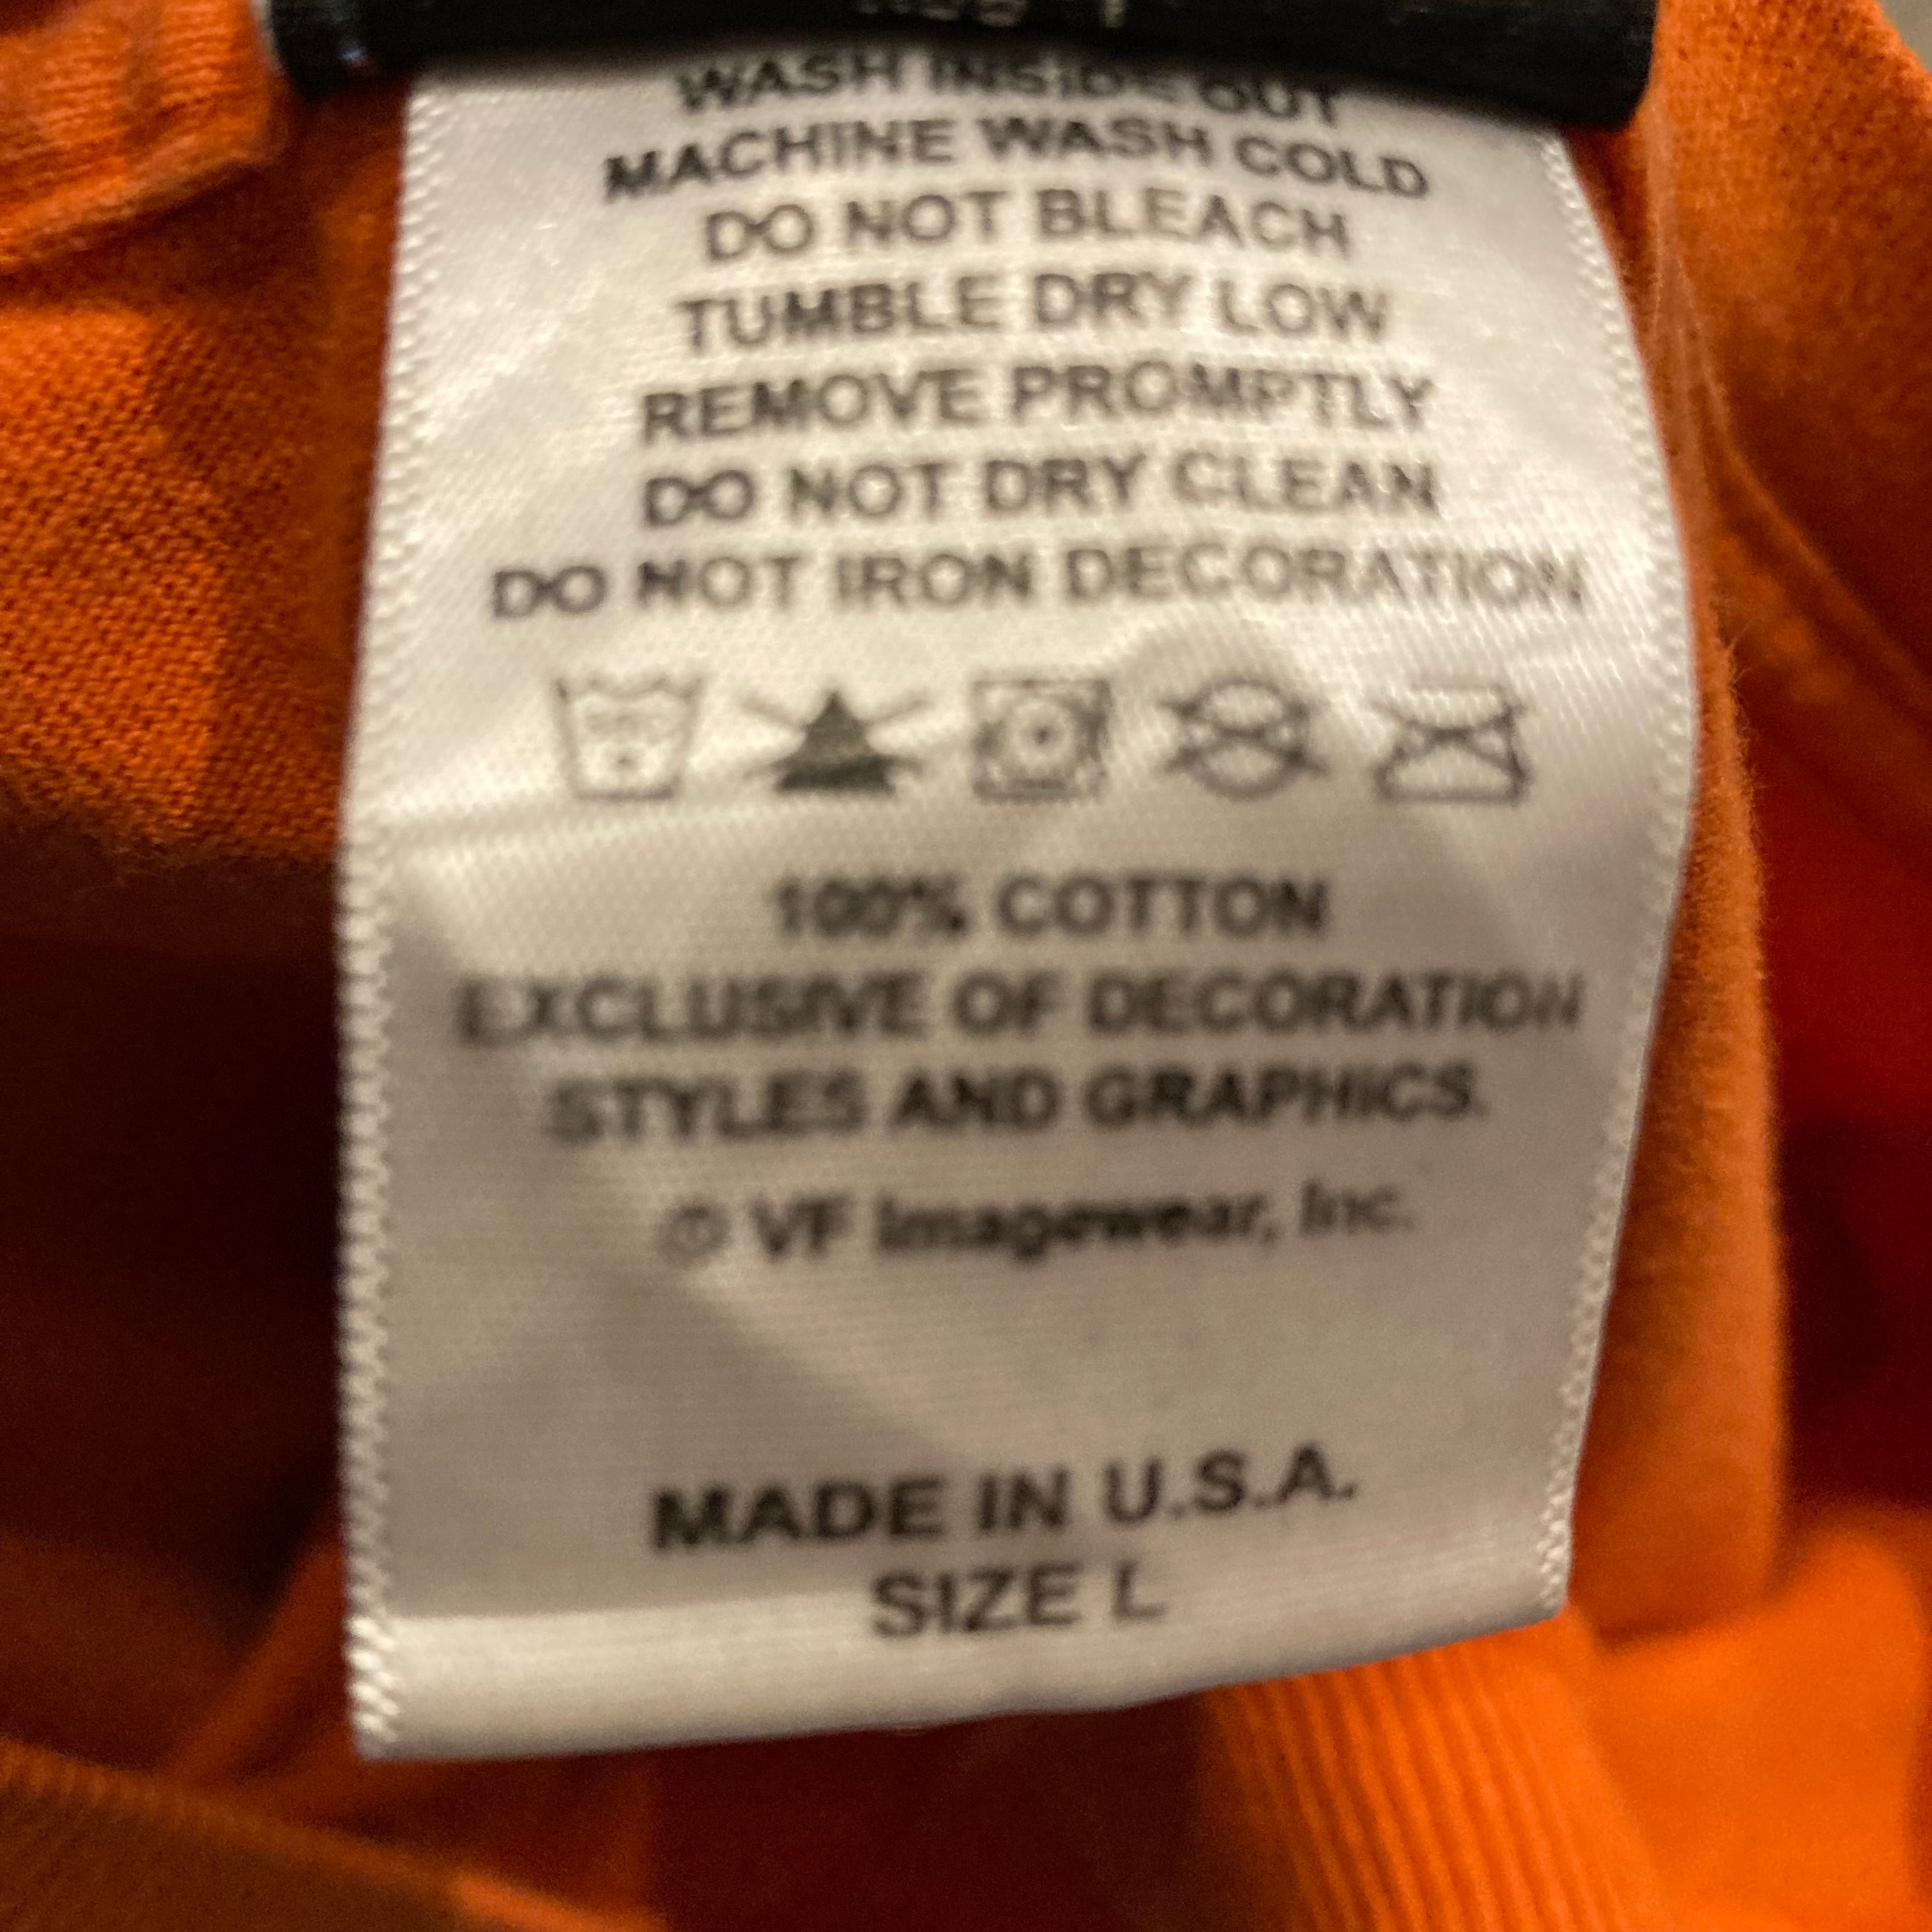 WASH INSIDE OUT
MACHINE WASH COLD
DO NOT BLEACH
TUMBLE DRY LOW
REMOVE PROMPTLY
DO NOT DRY CLEAN
DO NOT IRON DECORATION
100% COTTON
EXCLUSIVE OF DECORATION
STYLES AND GRAPHICS.
© VF Imagewear, Inc.
MADE IN U.S.A.
SIZE L